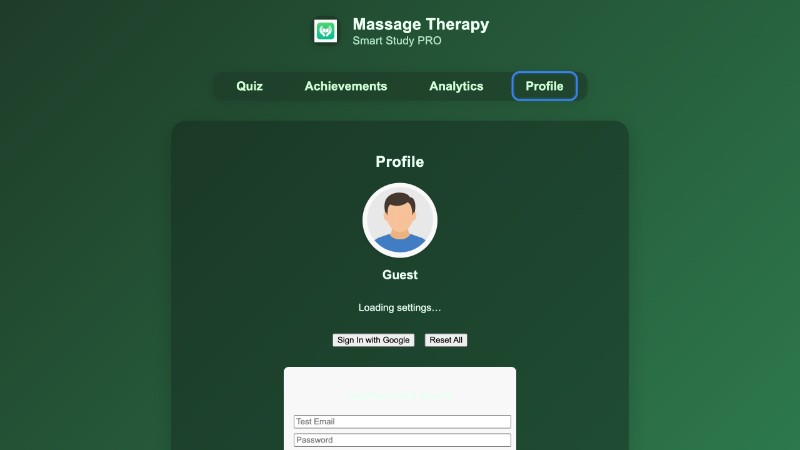 Massage Therapy
Smart Study PRO
Quiz
Achievements
Analytics
Profile
Profile
Guest
Loading settings...
Sign In with Google
Reset All
Test Email
Password